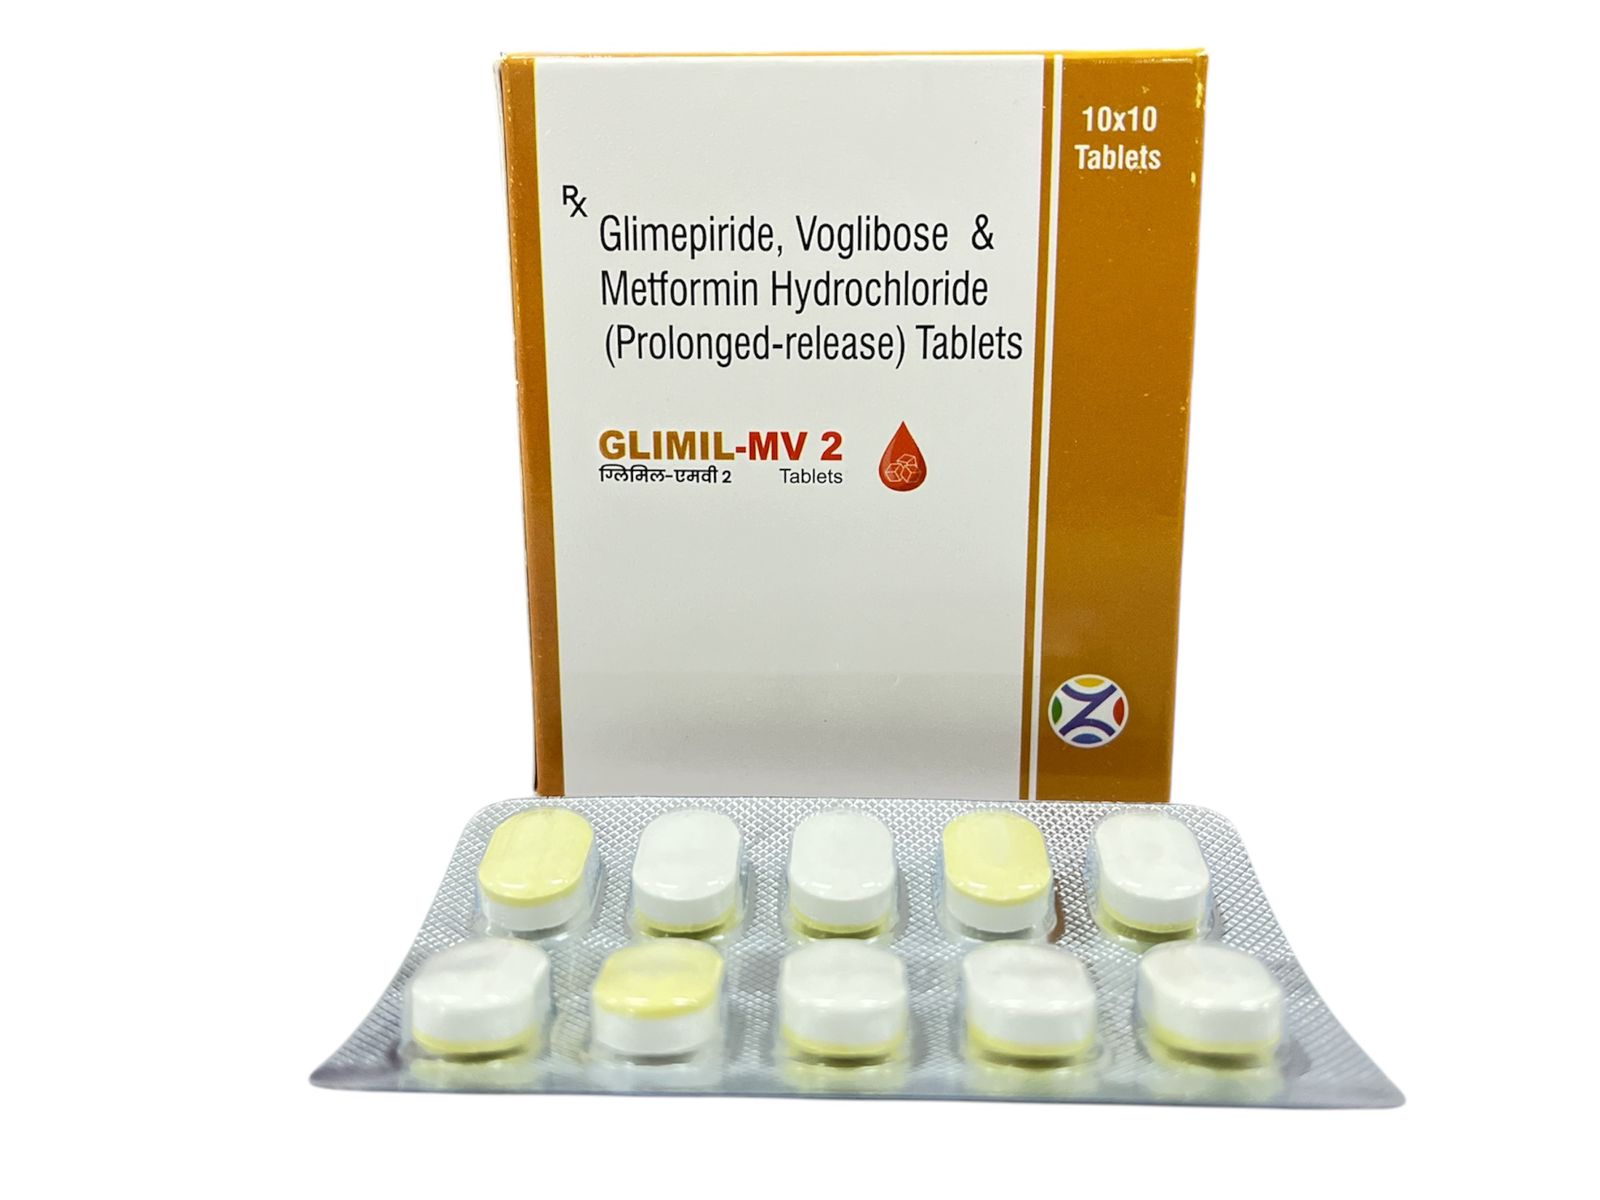 10x10
Tablets
Rx
Glimepiride, Voglibose &
Metformin Hydrochloride
(Prolonged-release) Tablets
GLIMIL-MV 2
ग्लिमिल-एमवी 2 Tablets